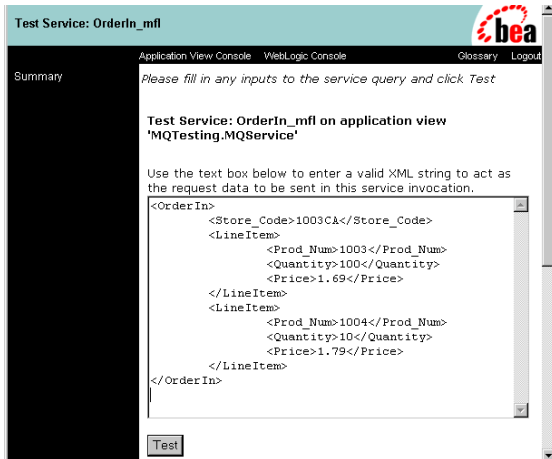 Test Service: OrderIn_mfl
bea
Application View Console WebLogic Console Glossary Logout
Summary
Please fill in any inputs to the service query and click Test
Test Service: OrderIn_mfl on application view
'MQTesting.MQService'
Use the text box below to enter a valid XML string to act as
the request data to be sent in this service invocation.
<OrderIn>
<Store_Code>1003CA</Store_Code>
<LineItem>
<Prod_Num>1003</Prod_Num>
<Quantity>100</Quantity>
<Price>1.69</Price>
</LineItem>
<LineItem>
<Prod_Num>1004</Prod_Num>
<Quantity>10</Quantity>
<Price>1.79</Price>
</LineItem>
</OrderIn>
Test